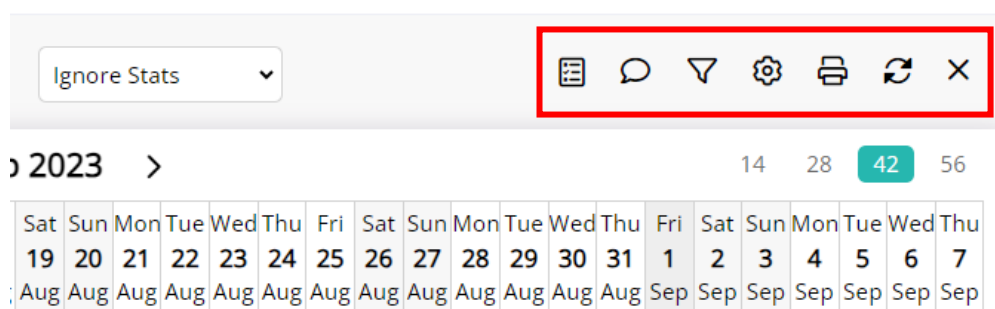 Ignore Stats
2023
14 28 42 56
Sat Sun Mon Tue Wed Thu Fri Sat Sun Mon Tue Wed Thu Fri Sat Sun Mon Tue Wed Thu
19 20 21 22 23 24 25 26 27 28 29 30 31 1 2 3 4 5 6 7
Aug Aug Aug Aug Aug Aug Aug Aug Aug Aug Aug Aug Aug Sep Sep Sep Sep Sep Sep Sep